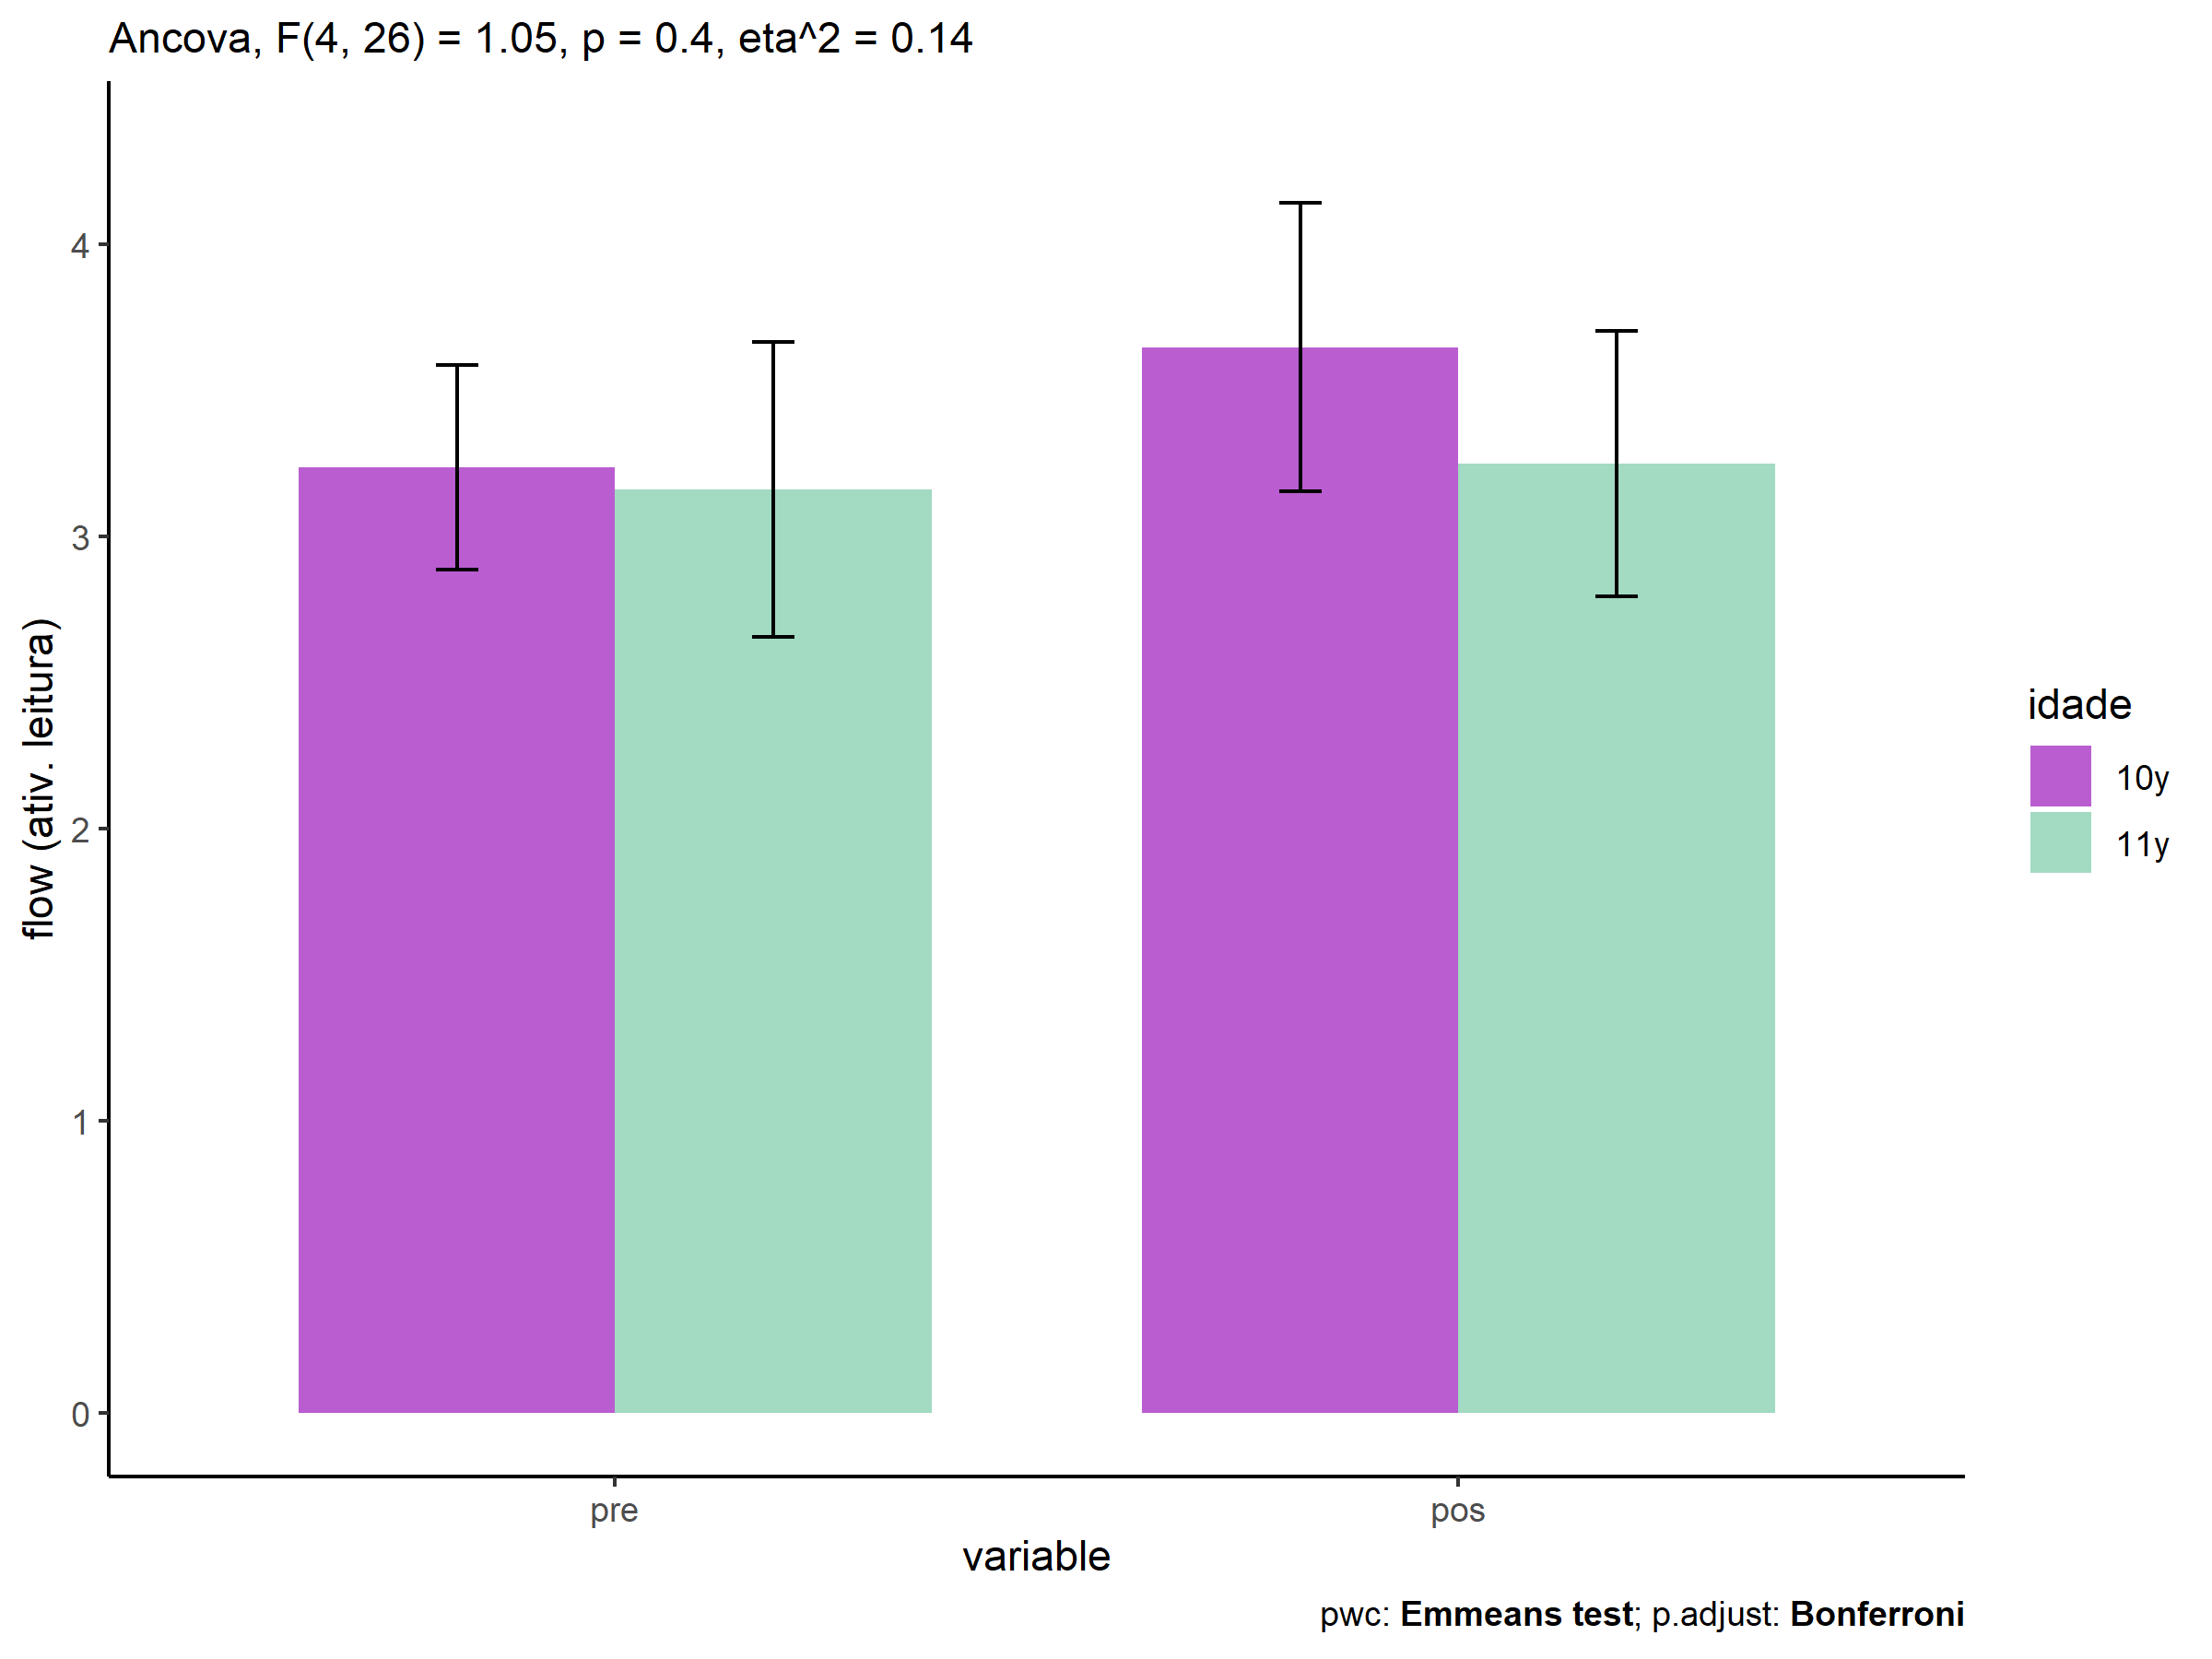 Ancova, F(4, 26) = 1.05, p = 0.4, eta^2 = 0.14
flow (ativ. leitura)
4
3
2
1
0
pre
pos
variable
idade
10y
11y
pwc: Emmeans test; p.adjust: Bonferroni